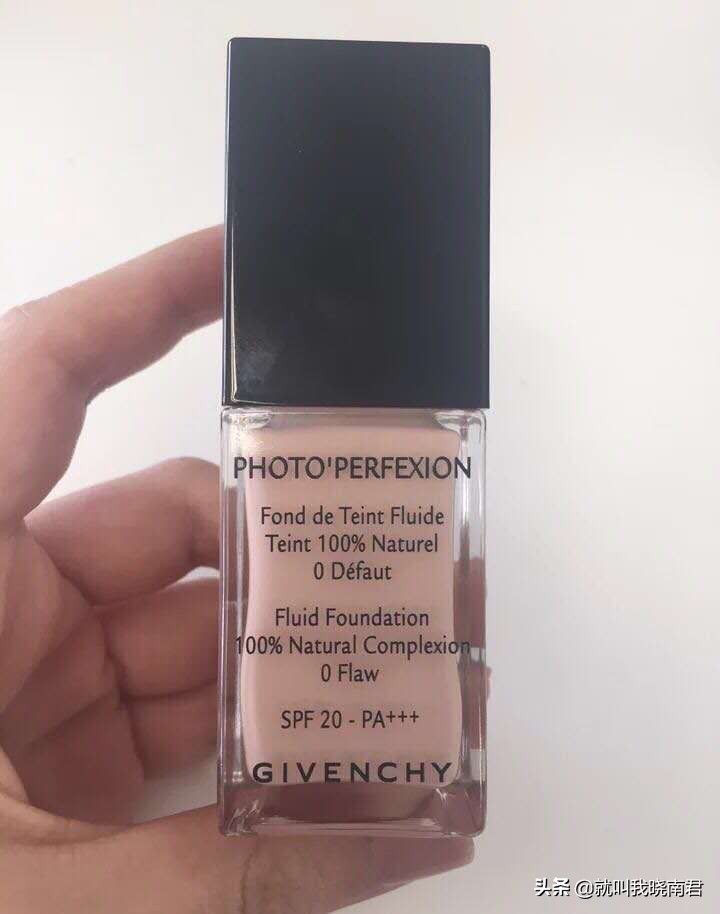 PHOTO'PERFEXION
Fond de Teint Fluide
Teint 100% Naturel
0 Défaut
Fluid Foundation
100% Natural Complexion
0 Flaw
SPF 20 - PA+++
GIVENCHY
头条 @就叫我晓南君